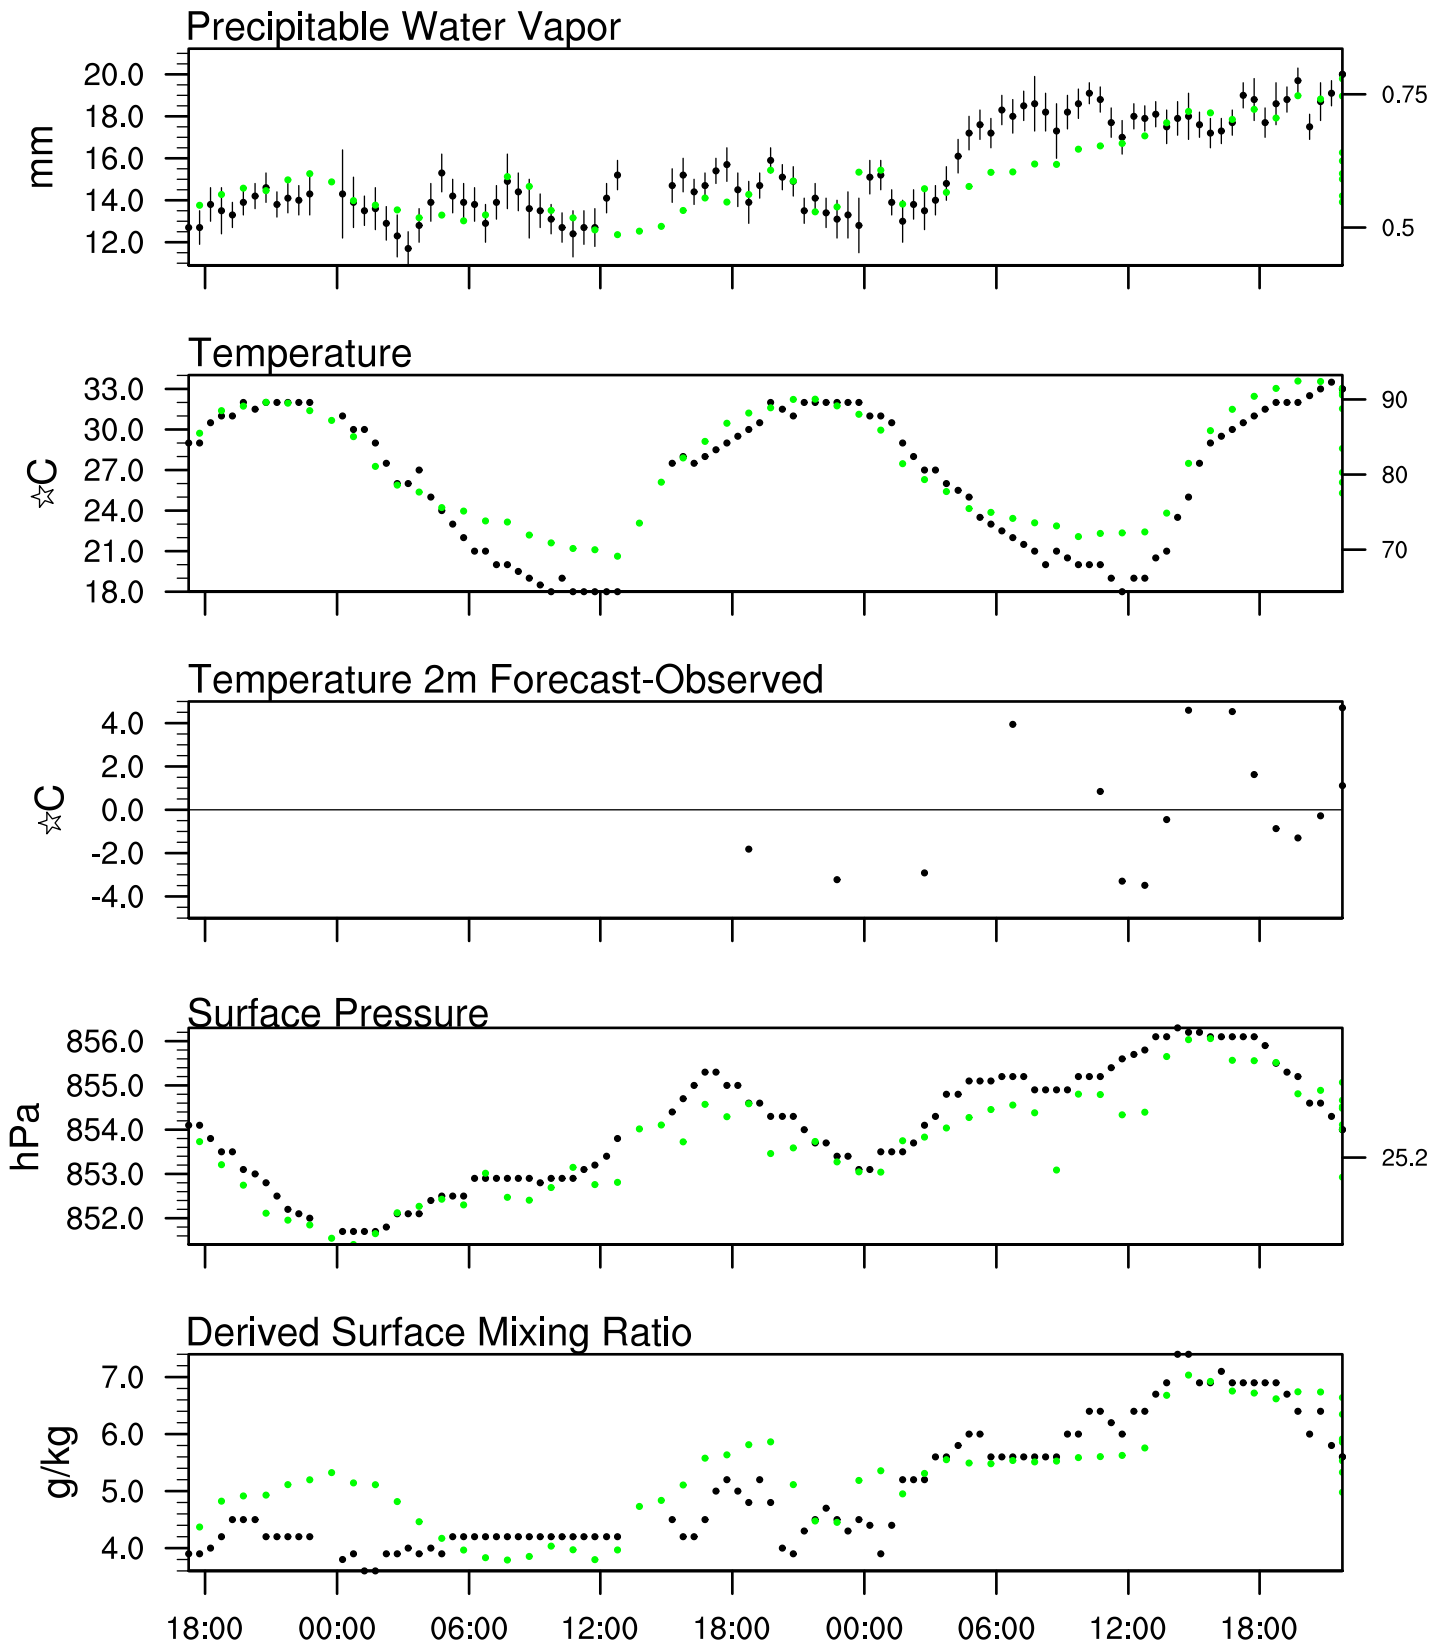 Precipitable Water Vapor
20.0
18.0
16.0
14.0
12.0
mm
0.75
0.5
Temperature
33.0
30.0
27.0
24.0
21.0
18.0
☆C
90
80
70
Temperature 2m Forecast-Observed
4.0
2.0
0.0
-2.0
-4.0
☆C
Surface Pressure
856.0
855.0
854.0
853.0
852.0
hPa
25.2
Derived Surface Mixing Ratio
7.0
6.0
5.0
4.0
g/kg
18:00 00:00 06:00 12:00 18:00 00:00 06:00 12:00 18:00